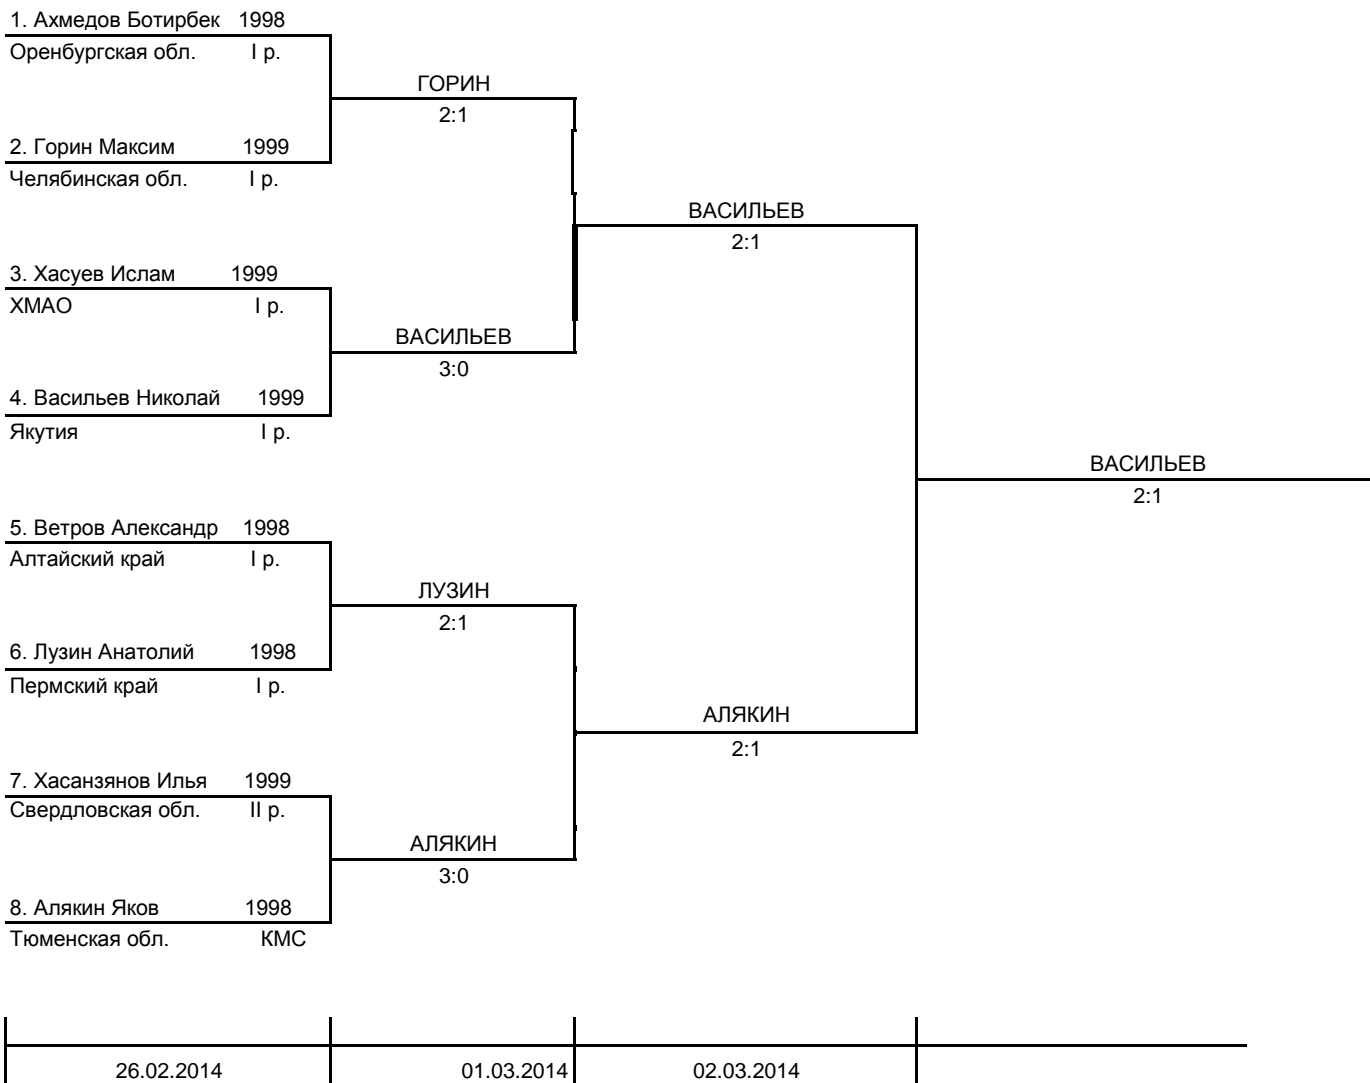 1. Ахмедов Ботирбек 1998
Оренбургская обл. I р.
ГОРИН
2:1
2. Горин Максим 1999
Челябинская обл. I р.
ВАСИЛЬЕВ
2:1
3. Хасуев Ислам 1999
ХМАО I р.
ВАСИЛЬЕВ
3:0
4. Васильев Николай 1999
Якутия I р.
ВАСИЛЬЕВ
2:1
5. Ветров Александр 1998
Алтайский край I р.
ЛУЗИН
2:1
6. Лузин Анатолий 1998
Пермский край I р.
АЛЯКИН
2:1
7. Хасанзянов Илья 1999
Свердловская обл. II р.
АЛЯКИН
3:0
8. Алякин Яков 1998
Тюменская обл. КМС
26.02.2014 01.03.2014 02.03.2014